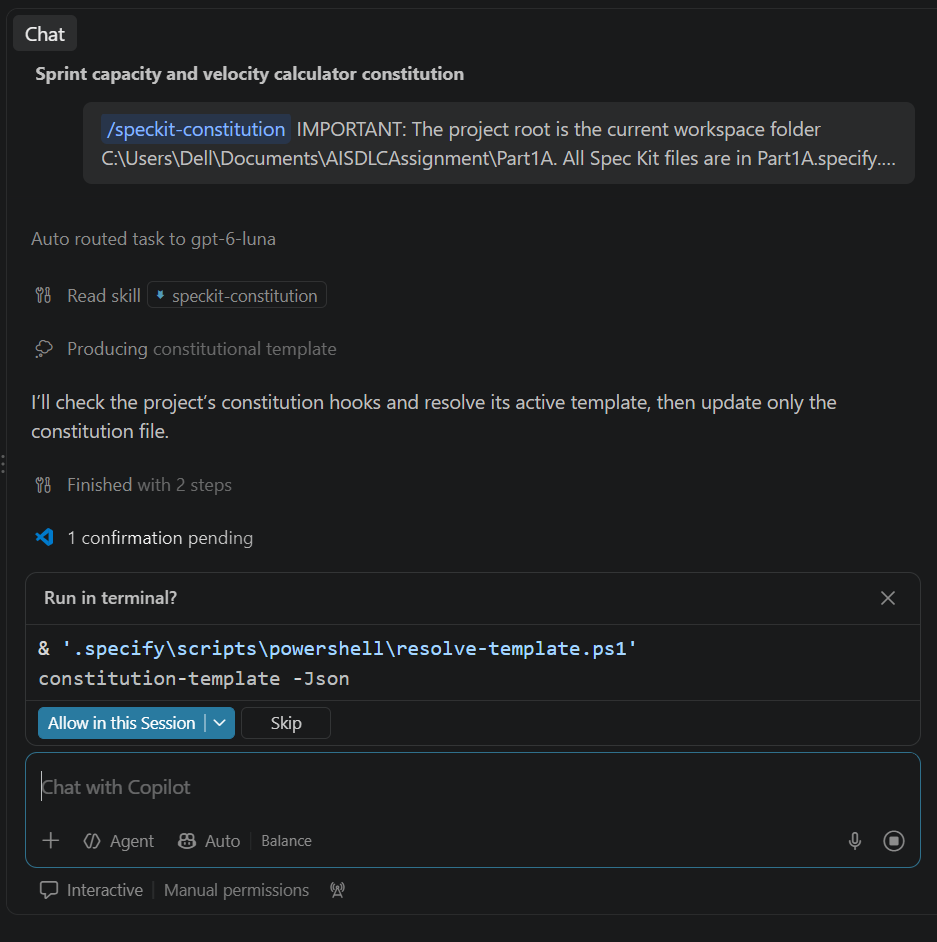 Chat
Sprint capacity and velocity calculator constitution
/speckit-constitution IMPORTANT: The project root is the current workspace folder
C:\Users\Dell\Documents\AISDLCAssignment\Part1A. All Spec Kit files are in Part1A.specify....
Auto routed task to gpt-6-luna
Read skill speckit-constitution
Producing constitutional template
I'll check the project's constitution hooks and resolve its active template, then update only the
constitution file.
Finished with 2 steps
1 confirmation pending
Run in terminal?
& '.specify\scripts\powershell\resolve-template.ps1'
constitution-template -Json
Allow in this Session Skip
Chat with Copilot
Agent Auto Balance
Interactive Manual permissions